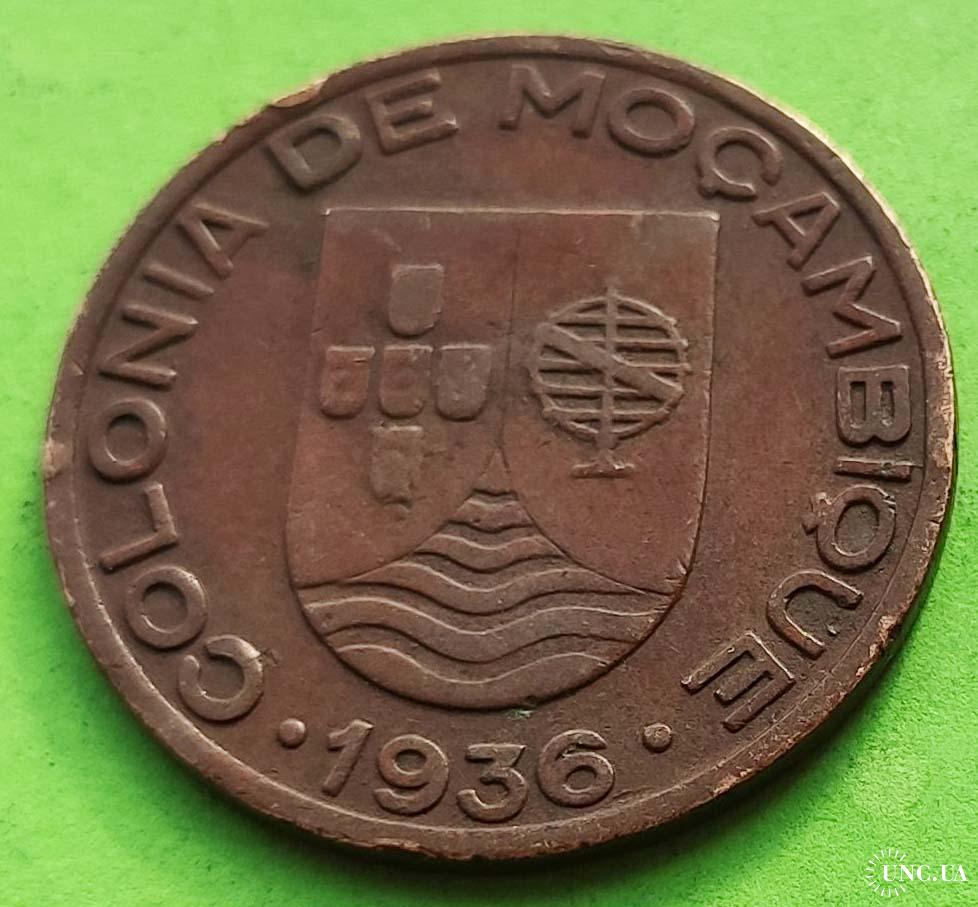 COLONIA DE MOÇAMBIQUE
• 1936 •
UNC.UA